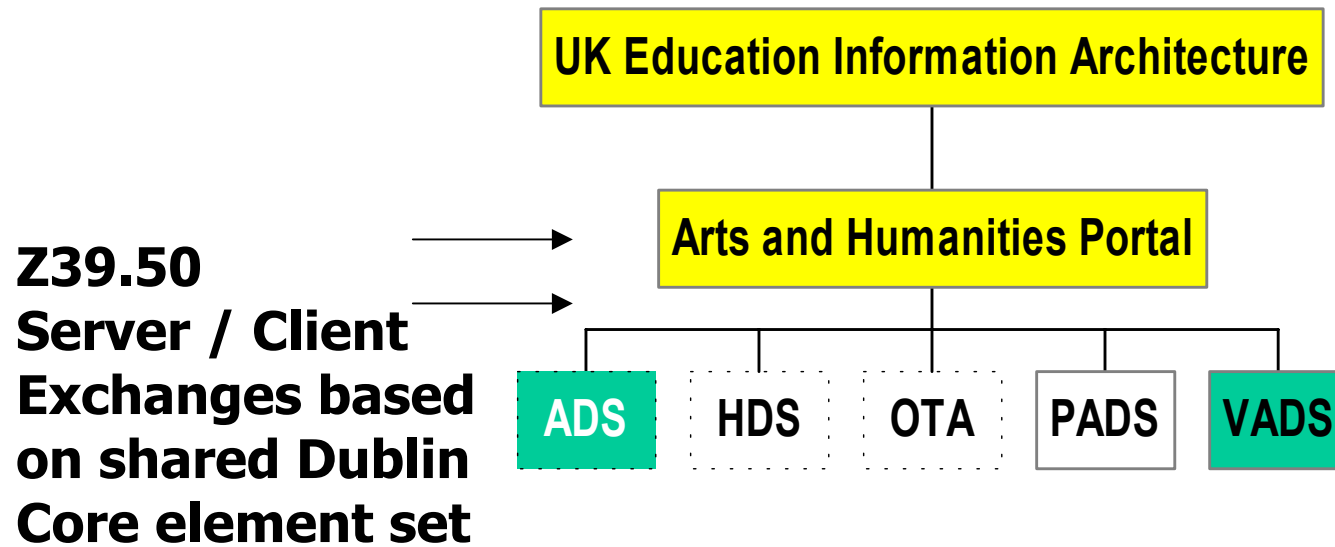 UK Education Information Architecture
Arts and Humanities Portal
Z39.50
Server / Client
Exchanges based
on shared Dublin
Core element set
ADS
HDS
OTA
PADS
VADS